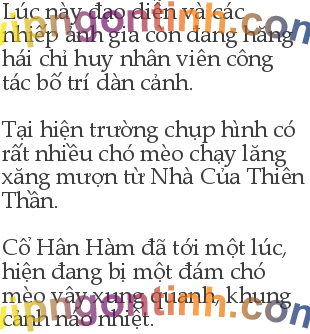 Lúc này đạo diễn và các
nhiếp ảnh gia còn đang hăng
hái chỉ huy nhân viên công
tác bố trí dàn cảnh.
Tại hiện trường chụp hình có
rất nhiều chó mèo chạy lăng
xăng mượn từ Nhà Của Thiên
Thần.
Cổ Hân Hàm đã tới một lúc,
hiện đang bị một đám chó
mèo vây xung quanh, khung
cảnh náo nhiệt.